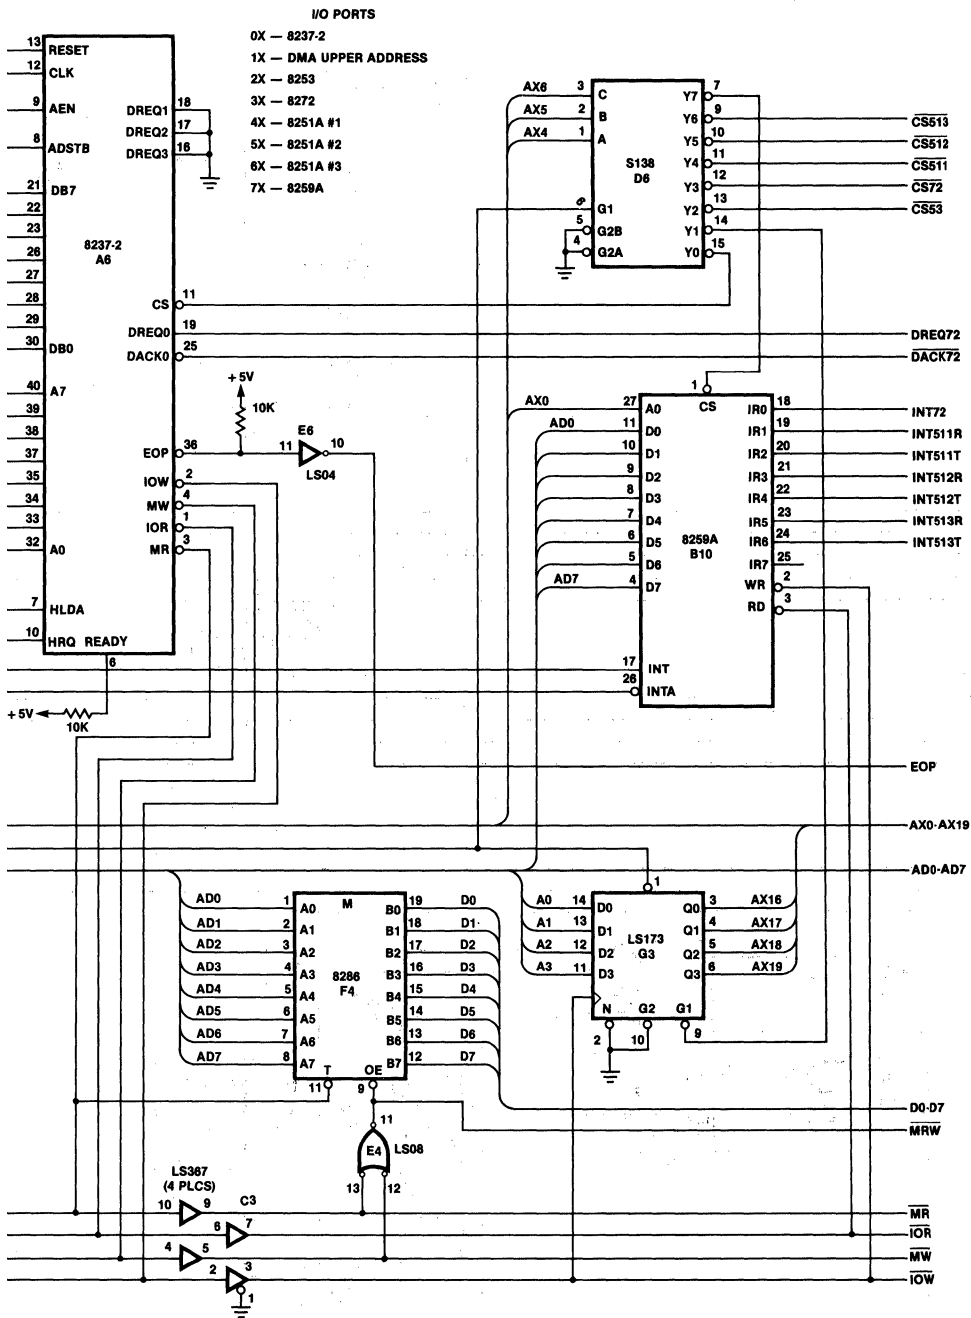 I/O PORTS
0X — 8237-2
1X — DMA UPPER ADDRESS
2X — 8253
3X — 8272
4X — 8251A #1
5X — 8251A #2
6X — 8251A #3
7X — 8259A
13 RESET
12 CLK
9 AEN
8 ADSTB
21 DB7
22
23
26
27
28
29
30 DB0
40 A7
39
38
37
35
34
33
32 A0
7 HLDA
10 HRQ READY
6
+5V
10K
8237-2
A6
DREQ1 18
DREQ2 17
DREQ3 16
CS 11
DREQ0 19
DACK0 25
EOP 36
IOW 2
MW 4
IOR 1
MR 3
+5V
10K
E6
11 10
LS04
AX6 3 C
AX5 2 B
AX4 1 A
6 G1
5 G2B
4 G2A
S138
D6
Y7 7
Y6 9 CS513
Y5 10 CS512
Y4 11 CS511
Y3 12 CS72
Y2 13 CS53
Y1 14
Y0 15
DREQ72
DACK72
1 CS
AX0 27 A0
AD0 11 D0
10 D1
9 D2
8 D3
7 D4
6 D5
5 D6
AD7 4 D7
8259A
B10
IR0 18 INT72
IR1 19 INT511R
IR2 20 INT511T
IR3 21 INT512R
IR4 22 INT512T
IR5 23 INT513R
IR6 24 INT513T
IR7 25
WR 2
RD 3
17 INT
26 INTA
EOP
AX0-AX19
AD0-AD7
AD0 1 A0
AD1 2 A1
AD2 3 A2
AD3 4 A3
AD4 5 A4
AD5 6 A5
AD6 7 A6
AD7 8 A7
M
8286
F4
B0 19 D0
B1 18 D1
B2 17 D2
B3 16 D3
B4 15 D4
B5 14 D5
B6 13 D6
B7 12 D7
T OE
11 9
1
A0 14 D0
A1 13 D1
A2 12 D2
A3 11 D3
LS173
G3
Q0 3 AX16
Q1 4 AX17
Q2 5 AX18
Q3 6 AX19
N G2 G1
2 10 9
D0-D7
MRW
11
E4 LS08
13 12
LS367
(4 PLCS)
C3
10 9 MR
6 7 IOR
4 5 MW
2 3 IOW
1